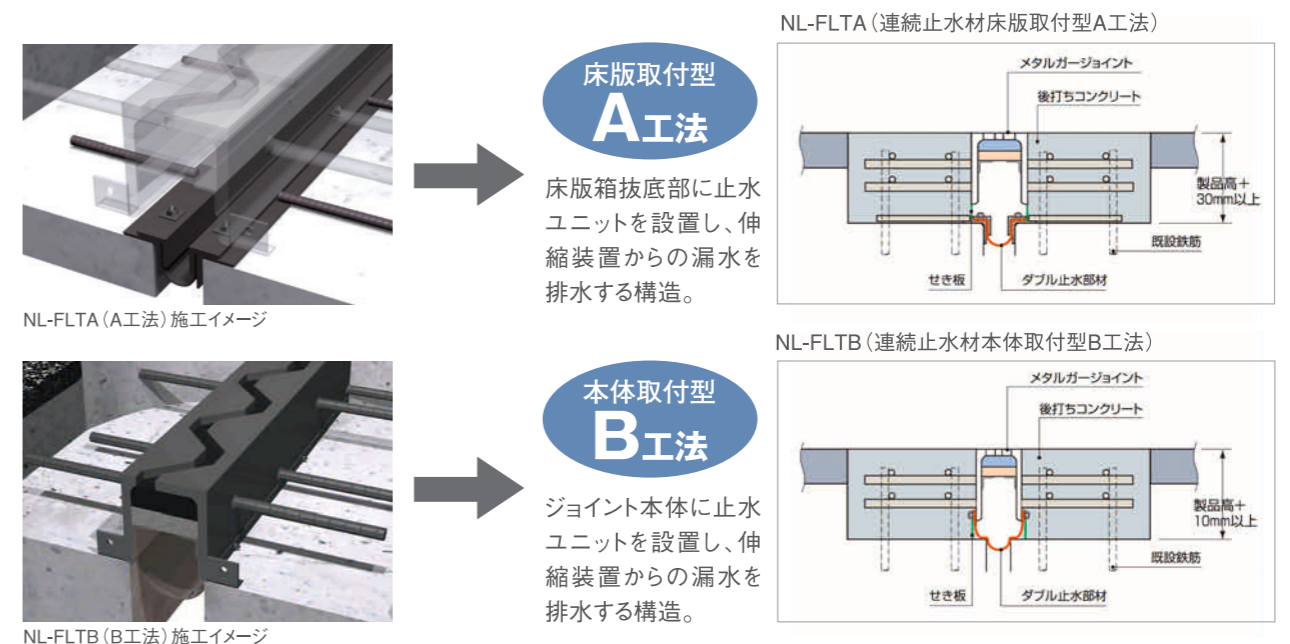 NL-FLTA(連続止水材床版取付型A工法)
床版取付型
A工法
床版箱抜底部に止水
ユニットを設置し、伸
縮装置からの漏水を
排水する構造。
メタルガージョイント
後打ちコンクリート
製品高+
30mm以上
既設鉄筋
せき板
ダブル止水部材
NL-FLTA(A工法)施工イメージ
NL-FLTB(連続止水材本体取付型B工法)
本体取付型
B工法
ジョイント本体に止水
ユニットを設置し、伸
縮装置からの漏水を
排水する構造。
メタルガージョイント
後打ちコンクリート
製品高+
10mm以上
既設鉄筋
せき板
ダブル止水部材
NL-FLTB(B工法)施工イメージ